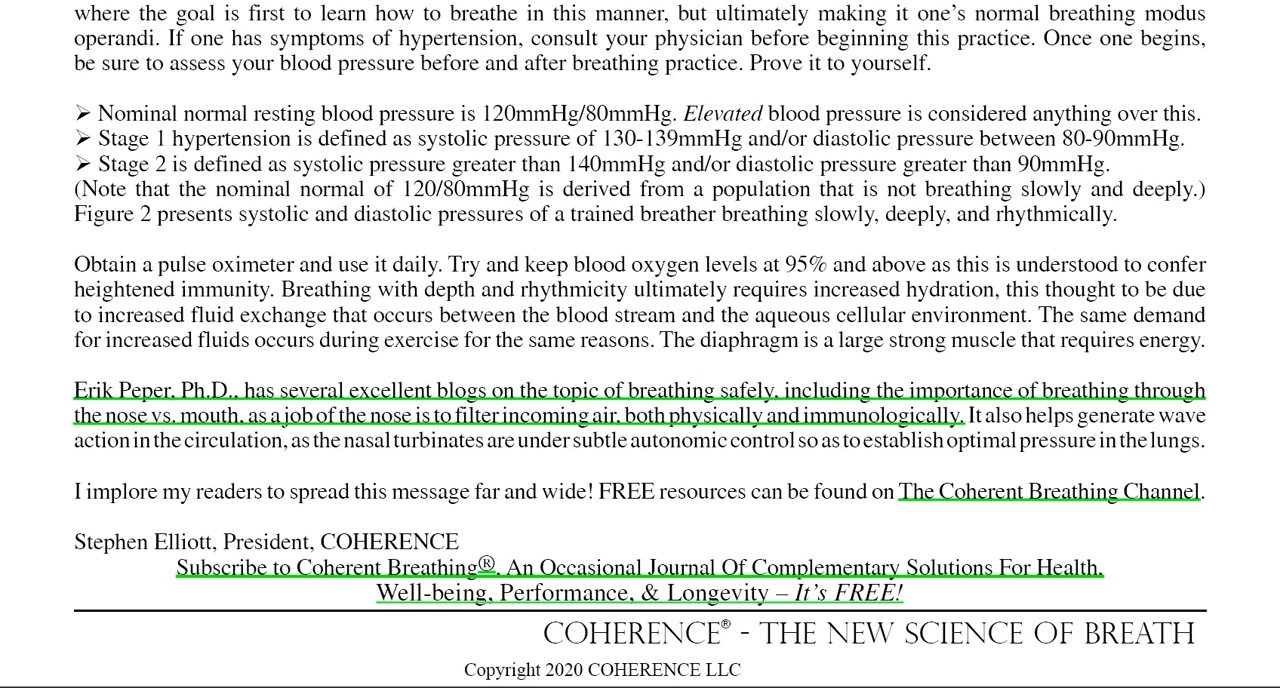 where the goal is first to learn how to breathe in this manner, but ultimately making it one's normal breathing modus
operandi. If one has symptoms of hypertension, consult your physician before beginning this practice. Once one begins,
be sure to assess your blood pressure before and after breathing practice. Prove it to yourself.
➢ Nominal normal resting blood pressure is 120mmHg/80mmHg. Elevated blood pressure is considered anything over this.
➢ Stage 1 hypertension is defined as systolic pressure of 130-139mmHg and/or diastolic pressure between 80-90mmHg.
➢ Stage 2 is defined as systolic pressure greater than 140mmHg and/or diastolic pressure greater than 90mmHg.
(Note that the nominal normal of 120/80mmHg is derived from a population that is not breathing slowly and deeply.)
Figure 2 presents systolic and diastolic pressures of a trained breather breathing slowly, deeply, and rhythmically.
Obtain a pulse oximeter and use it daily. Try and keep blood oxygen levels at 95% and above as this is understood to confer
heightened immunity. Breathing with depth and rhythmicity ultimately requires increased hydration, this thought to be due
to increased fluid exchange that occurs between the blood stream and the aqueous cellular environment. The same demand
for increased fluids occurs during exercise for the same reasons. The diaphragm is a large strong muscle that requires energy.
Erik Peper, Ph.D., has several excellent blogs on the topic of breathing safely, including the importance of breathing through
the nose vs. mouth, as a job of the nose is to filter incoming air, both physically and immunologically. It also helps generate wave
action in the circulation, as the nasal turbinates are under subtle autonomic control so as to establish optimal pressure in the lungs.
I implore my readers to spread this message far and wide! FREE resources can be found on The Coherent Breathing Channel.
Stephen Elliott, President, COHERENCE
Subscribe to Coherent Breathing®, An Occasional Journal Of Complementary Solutions For Health,
Well-being, Performance, & Longevity – It's FREE!
COHERENCE® - THE NEW SCIENCE OF BREATH
Copyright 2020 COHERENCE LLC